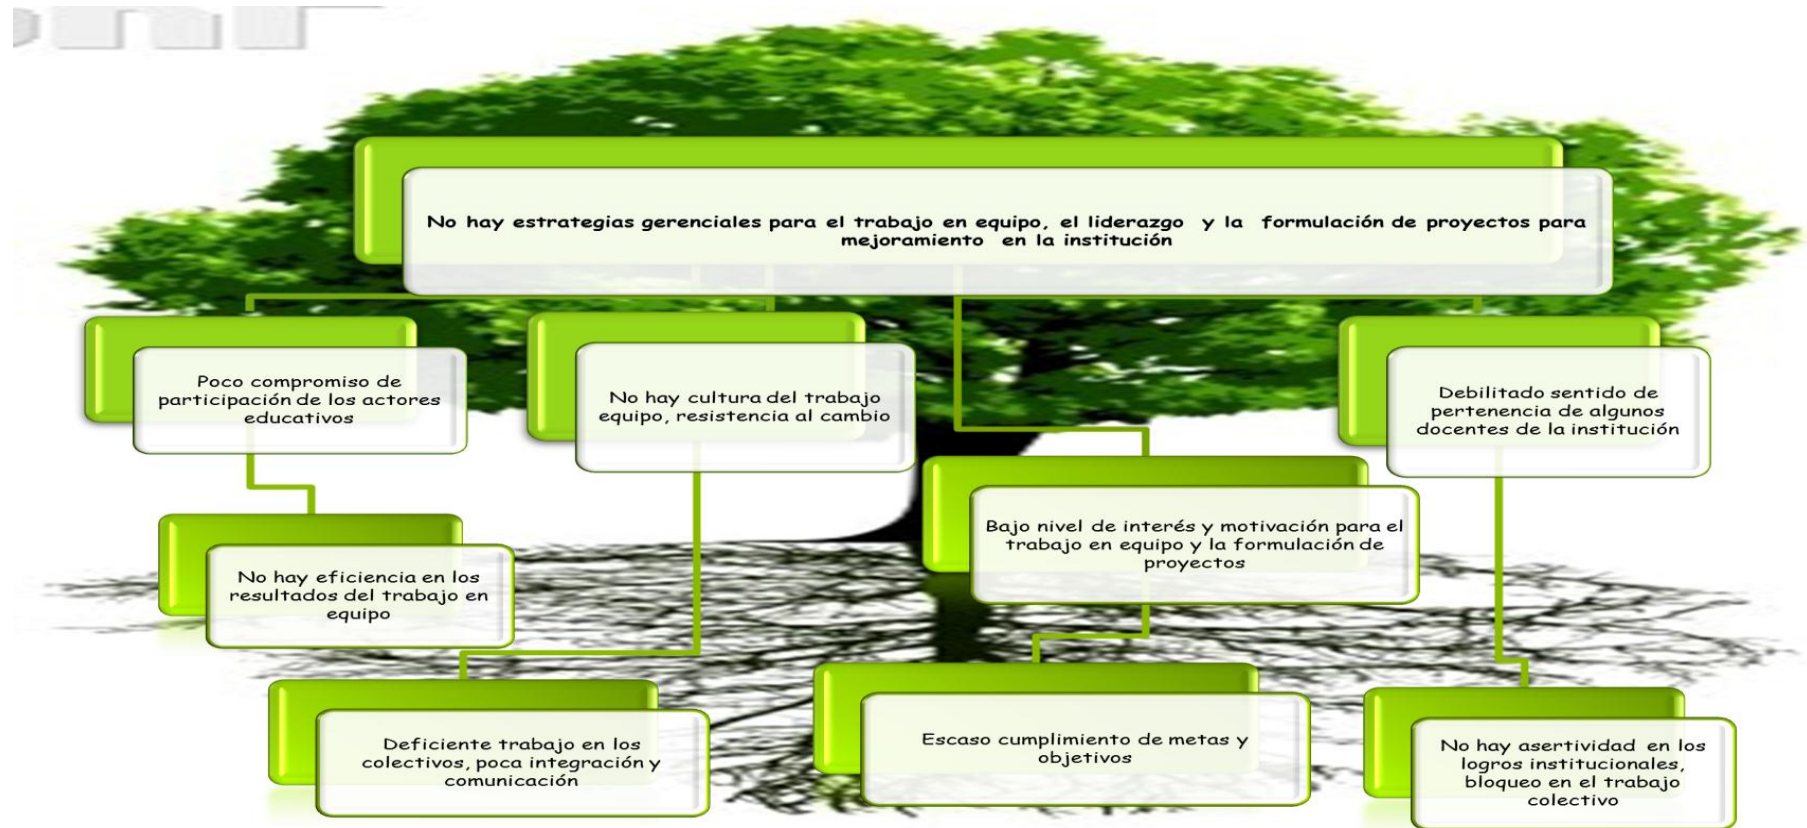 No hay estrategias gerenciales para el trabajo en equipo, el liderazgo y la formulación de proyectos para
mejoramiento en la institución
Poco compromiso de
participación de los actores
educativos
No hay cultura del trabajo
equipo, resistencia al cambio
Debilitado sentido de
pertenencia de algunos
docentes de la institución
Bajo nivel de interés y motivación para el
trabajo en equipo y la formulación de
proyectos
No hay eficiencia en los
resultados del trabajo en
equipo
Deficiente trabajo en los
colectivos, poca integración y
comunicación
Escaso cumplimiento de metas y
objetivos
No hay asertividad en los
logros institucionales,
bloqueo en el trabajo
colectivo